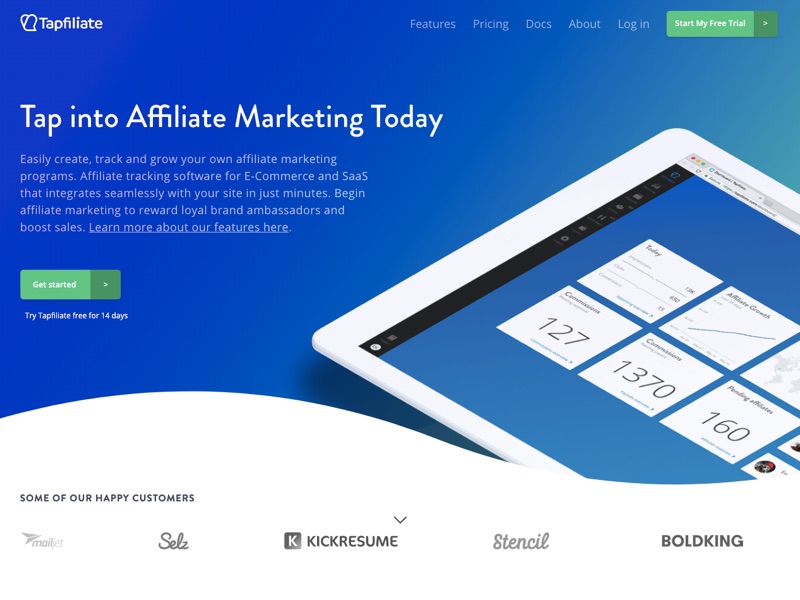 Tapfiliate
Features
Pricing
Docs
About
Log in
Start My Free Trial >
Tap into Affiliate Marketing Today
Easily create, track and grow your own affiliate marketing
programs. Affiliate tracking software for E-Commerce and SaaS
that integrates seamlessly with your site in just minutes. Begin
affiliate marketing to reward loyal brand ambassadors and
boost sales. Learn more about our features here.
Get started >
Try Tapfiliate free for 14 days
Today
13K
650
15
Affiliate Growth
Commissions
127
Commissions
1370
Pending affiliates
160
SOME OF OUR HAPPY CUSTOMERS
mailjet
Selz
K KICKRESUME
Stencil
BOLDKING